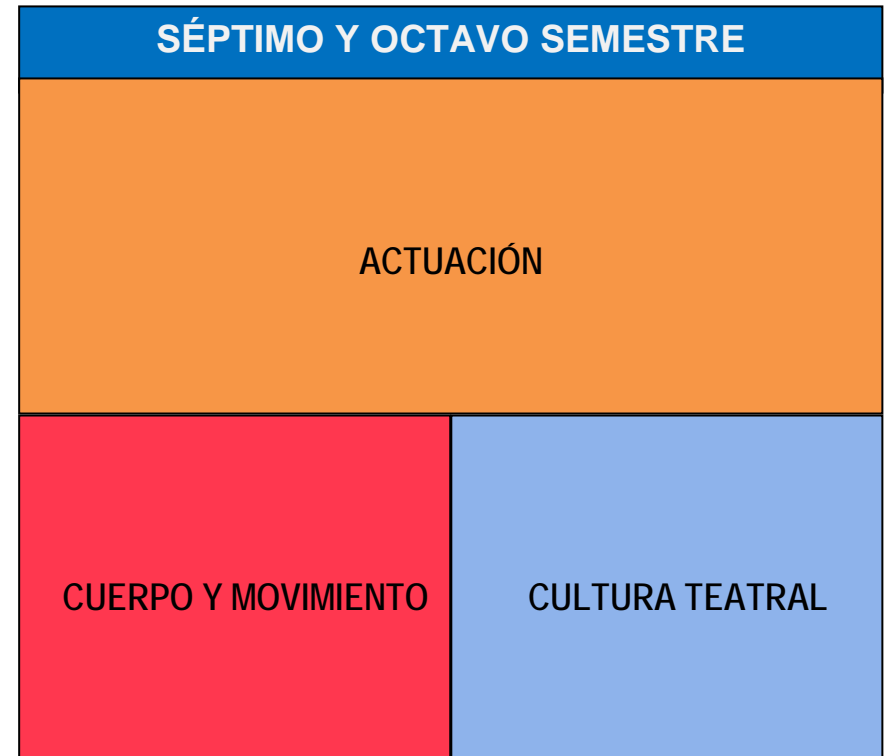 SÉPTIMO Y OCTAVO SEMESTRE
ACTUACIÓN
CUERPO Y MOVIMIENTO
CULTURA TEATRAL